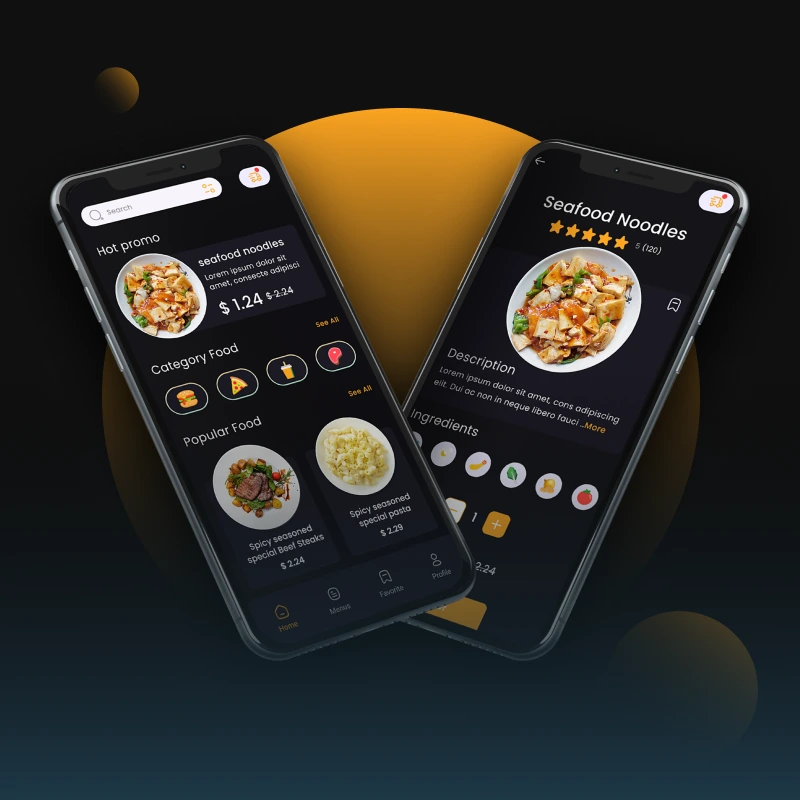 Search
Hot promo
seafood noodles
Lorem ipsum dolor sit
amet, consecte adipisci
$ 1.24 $ 2.24
See All
Category Food
See All
Popular Food
Spicy seasoned
special Beef Steaks
$ 2.24
Spicy seasoned
special pasta
$ 2.29
Home
Menus
Favorite
Profile
Seafood Noodles
5 (120)
Description
Lorem ipsum dolor sit amet, cons adipiscing
elit. Dui ac non in neque libero fauci ..More
Ingredients
1
2.24